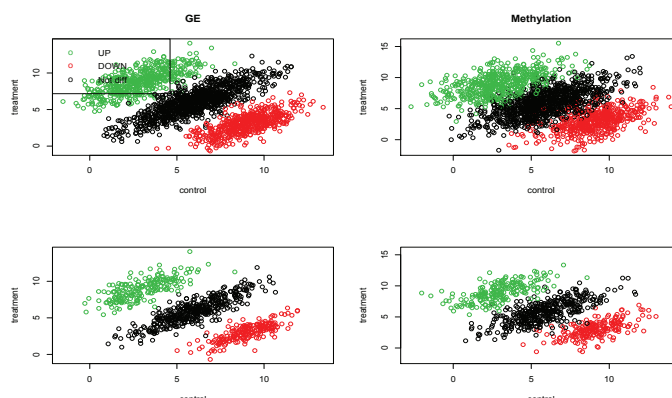 GE
Methylation
UP
DOWN
Not diff
treatment
0 5 10
0 5 10
control
treatment
0 5 10 15
0 5 10
control
treatment
0 5 10
0 5 10
control
treatment
0 5 10 15
0 5 10
control